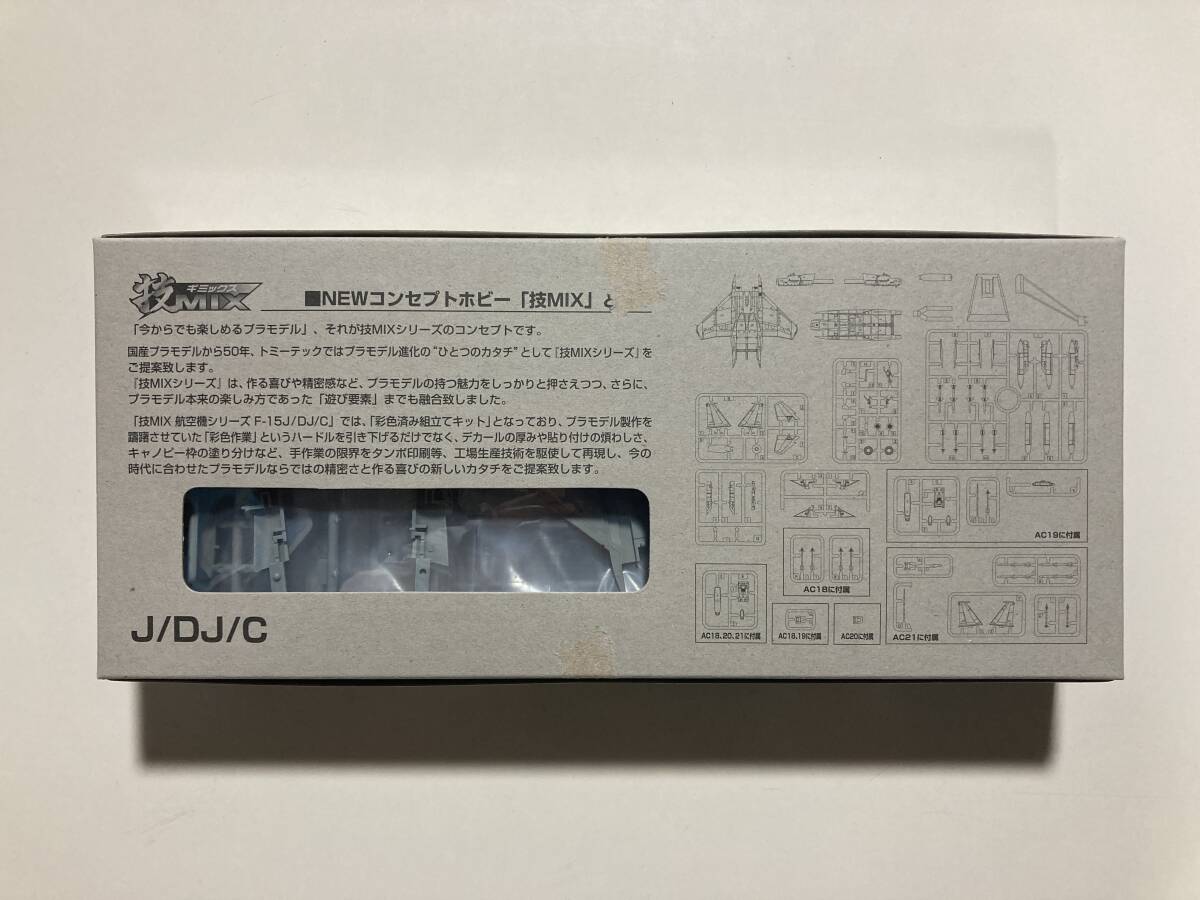 ギミックス
技MIX
■NEWコンセプトホビー「技MIX」と
「今からでも楽しめるプラモデル」、それが技MIXシリーズのコンセプトです。
国産プラモデルから50年、トミーテックではプラモデル進化の“ひとつのカタチ”として『技MIXシリーズ』を
ご提案致します。
『技MIXシリーズ』は、作る喜びや精密感など、プラモデルの持つ魅力をしっかりと押さえつつ、さらに、
プラモデル本来の楽しみ方であった「遊び要素」までも融合致しました。
「技MIX 航空機シリーズ F-15J/DJ/C」では、「彩色済み組立てキット」となっており、プラモデル製作を
躊躇させていた「彩色作業」というハードルを引き下げるだけでなく、デカールの厚みや貼り付けの煩わしさ、
キャノピー枠の塗り分けなど、手作業の限界をタンポ印刷等、工場生産技術を駆使して再現し、今の
時代に合わせたプラモデルならではの精密さと作る喜びの新しいカタチをご提案致します。
J/DJ/C
AC19に付属
AC18に付属
AC18、20、21に付属
AC18、19に付属
AC20に付属
AC21に付属